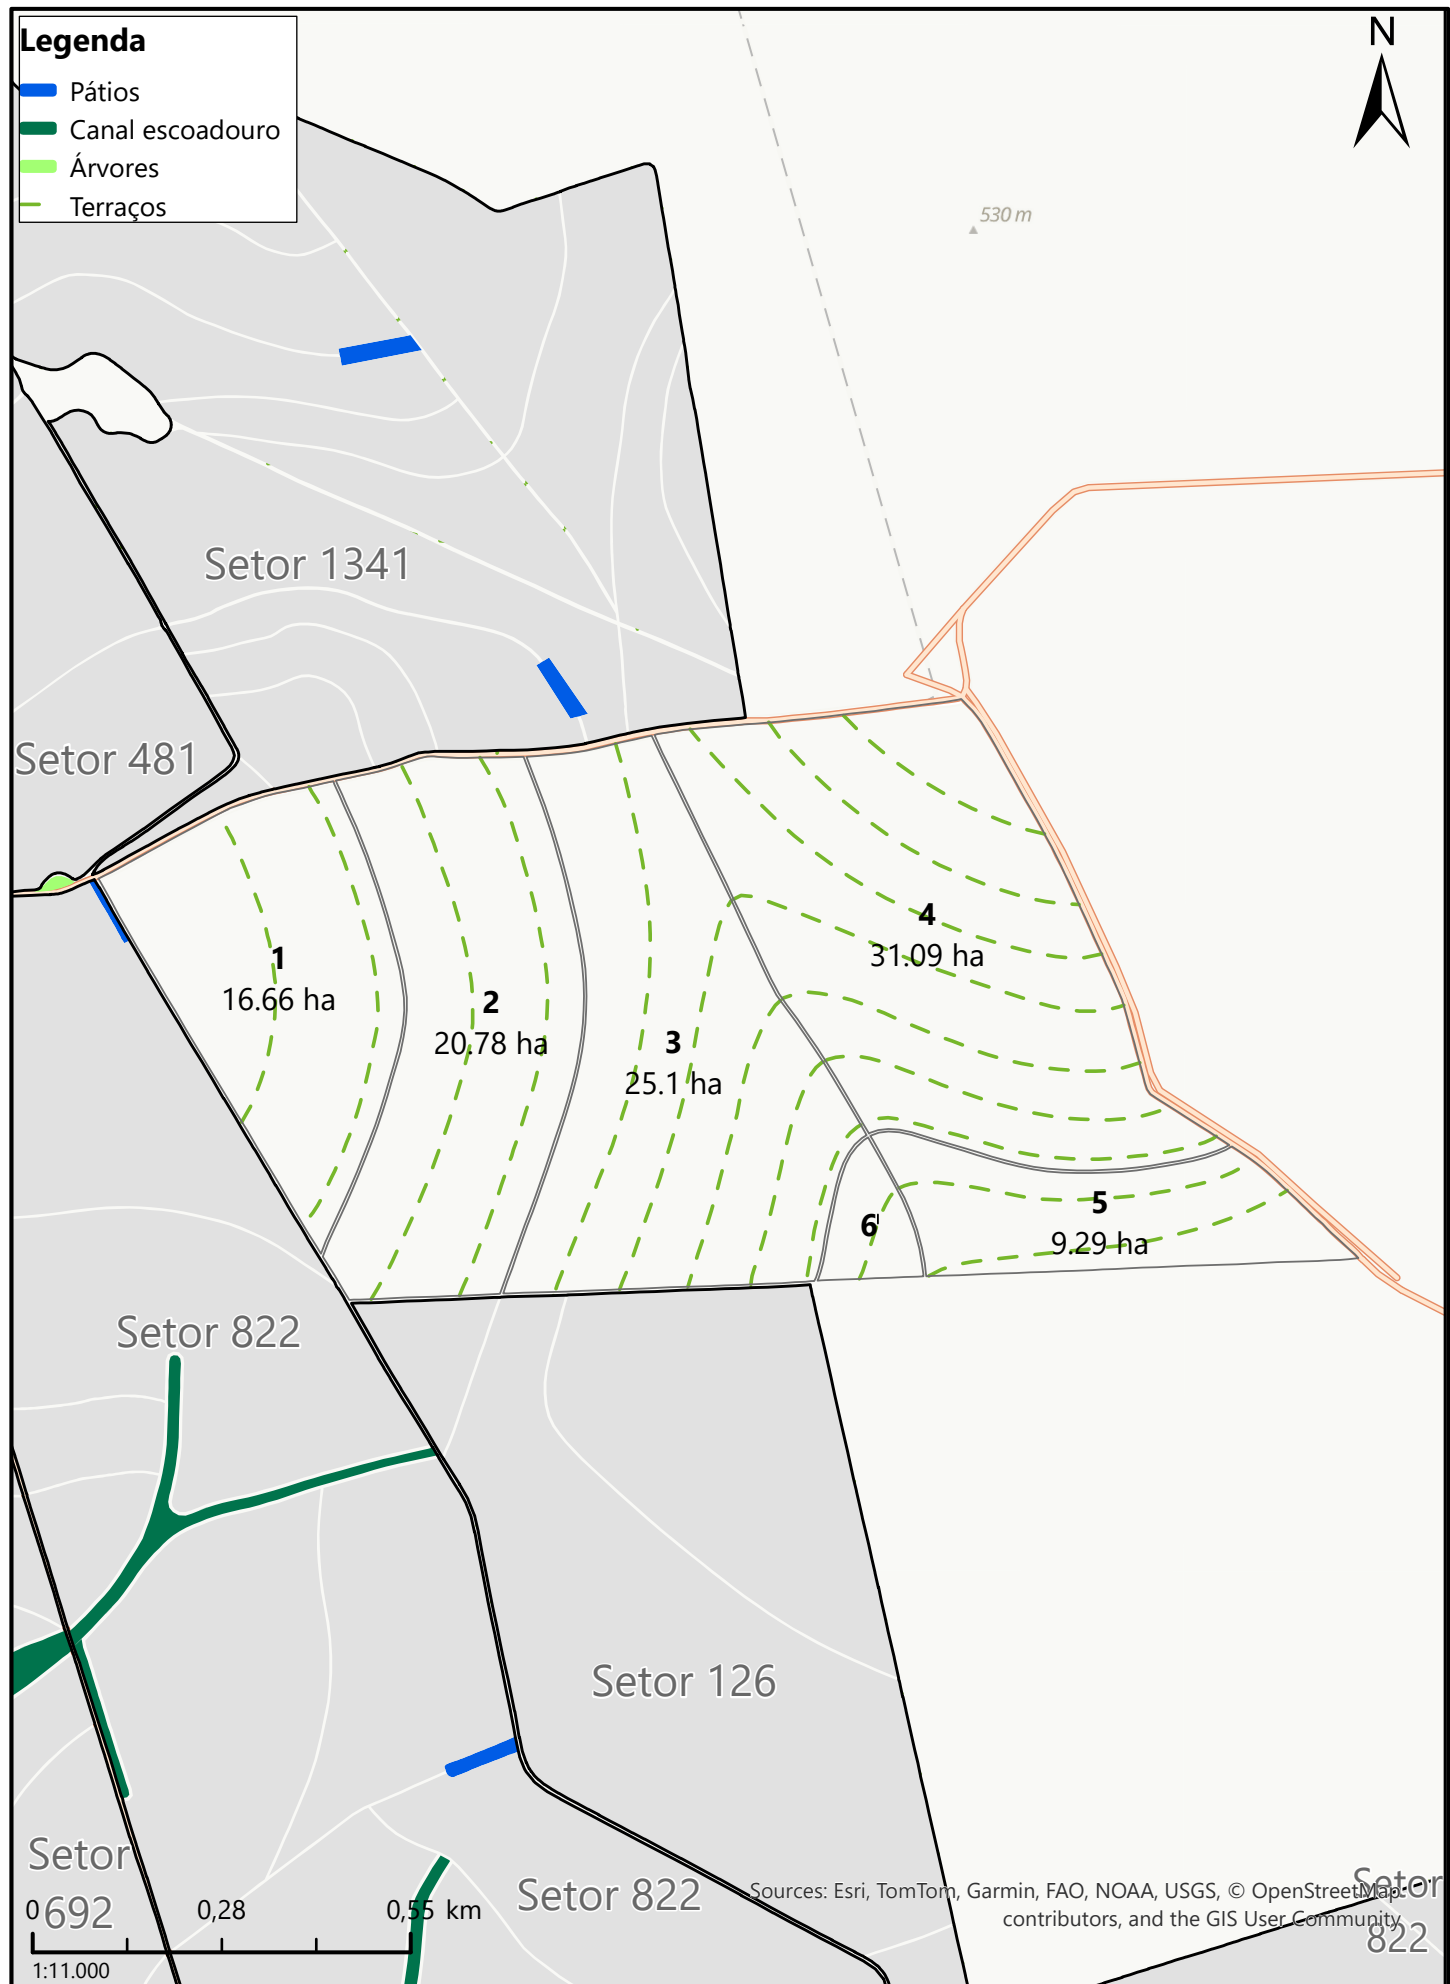 Legenda
Pátios
Canal escoadouro
Árvores
Terraços
N
530 m
Setor 1341
Setor 481
1
16.66 ha
2
20.78 ha
3
25.1 ha
4
31.09 ha
5
9.29 ha
6
Setor 822
Setor 126
Setor
692
Setor 822
Setor
822
0 0,28 0,55 km
1:11.000
Sources: Esri, TomTom, Garmin, FAO, NOAA, USGS, © OpenStreetMap
contributors, and the GIS User Community